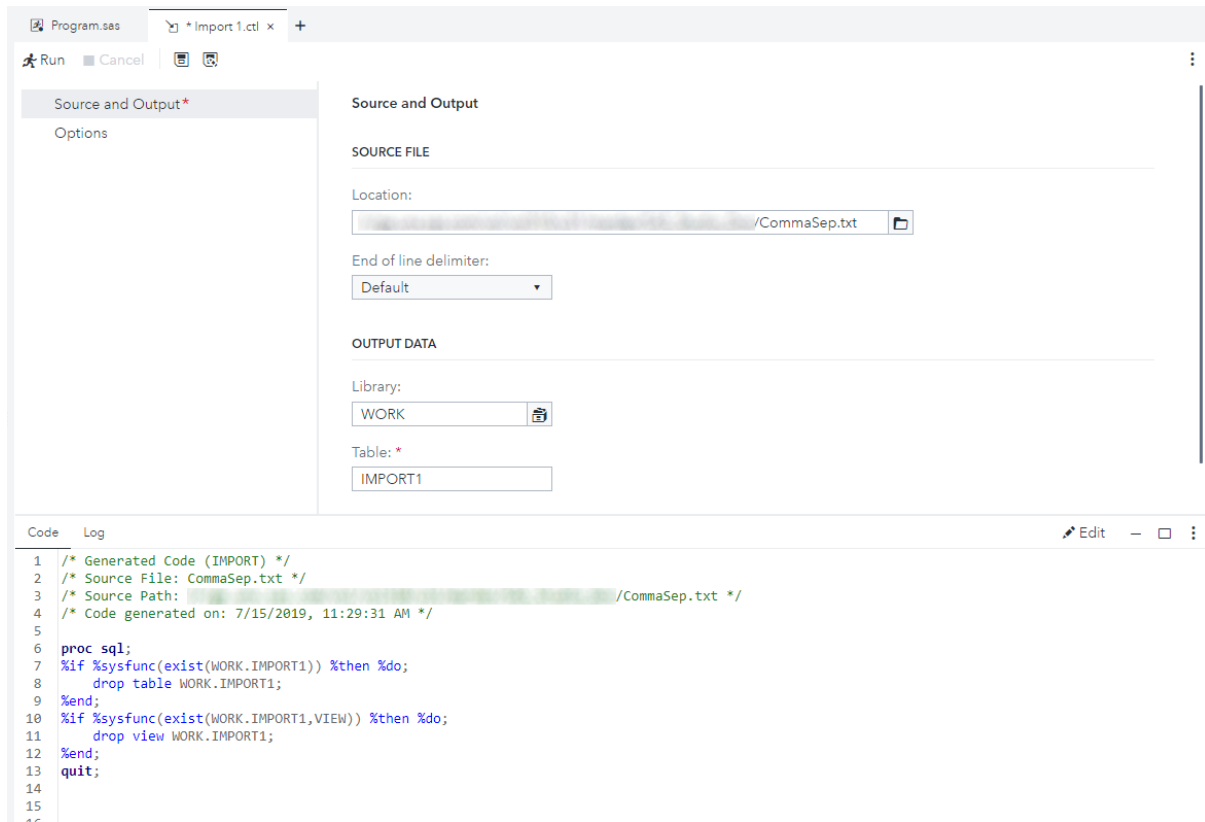 Program.sas * Import 1.ctl × +
Run Cancel
Source and Output*
Options
Source and Output
SOURCE FILE
Location:
/CommaSep.txt
End of line delimiter:
Default
OUTPUT DATA
Library:
WORK
Table: *
IMPORT1
Code Log Edit
1 /* Generated Code (IMPORT) */
2 /* Source File: CommaSep.txt */
3 /* Source Path: /CommaSep.txt */
4 /* Code generated on: 7/15/2019, 11:29:31 AM */
5
6 proc sql;
7 %if %sysfunc(exist(WORK.IMPORT1)) %then %do;
8     drop table WORK.IMPORT1;
9 %end;
10 %if %sysfunc(exist(WORK.IMPORT1,VIEW)) %then %do;
11     drop view WORK.IMPORT1;
12 %end;
13 quit;
14
15
16